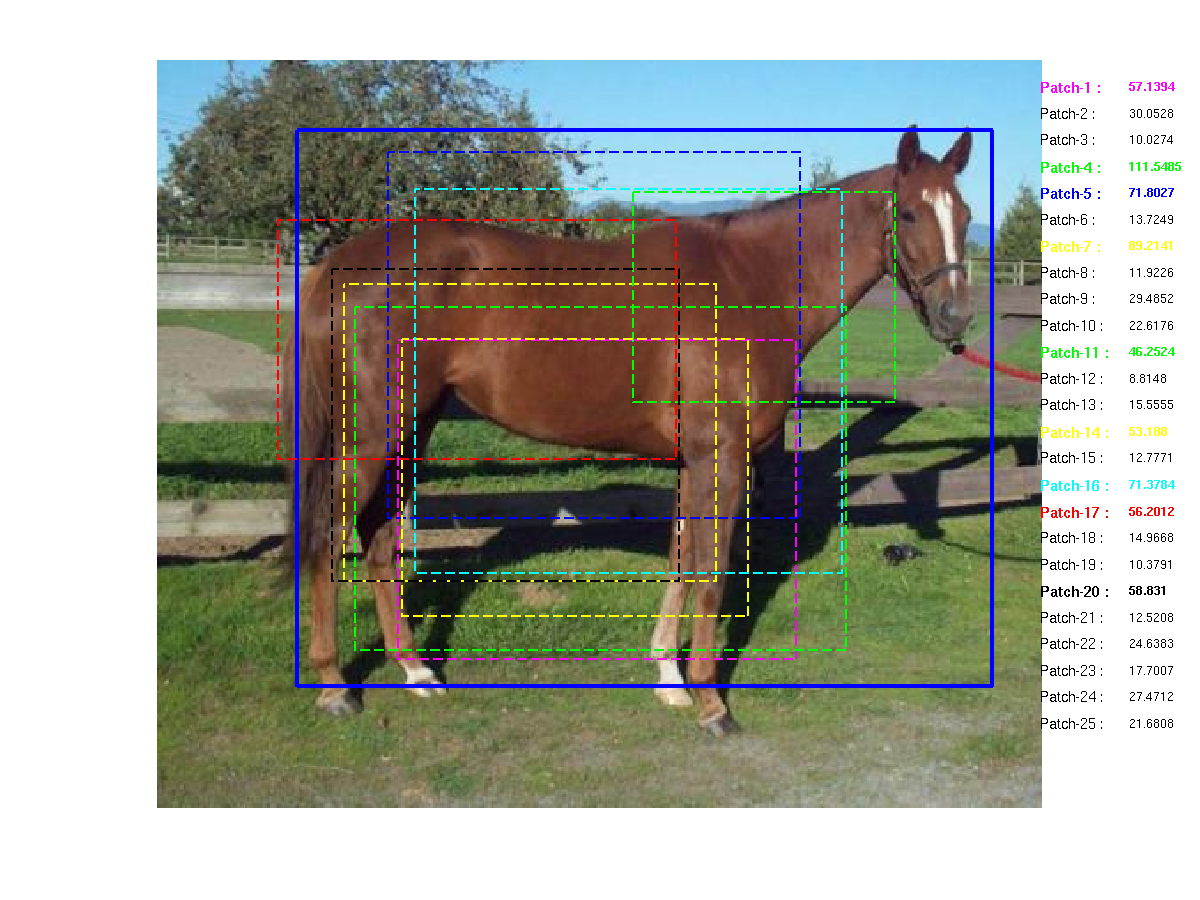 Patch-1 : 57.1394
Patch-2 : 30.0528
Patch-3 : 10.0274
Patch-4 : 111.5485
Patch-5 : 71.8027
Patch-6 : 13.7249
Patch-7 : 89.2141
Patch-8 : 11.9226
Patch-9 : 29.4852
Patch-10 : 22.6176
Patch-11 : 46.2524
Patch-12 : 8.8148
Patch-13 : 15.5555
Patch-14 : 53.188
Patch-15 : 12.7771
Patch-16 : 71.3784
Patch-17 : 56.2012
Patch-18 : 14.9668
Patch-19 : 10.3791
Patch-20 : 58.831
Patch-21 : 12.5208
Patch-22 : 24.6383
Patch-23 : 17.7007
Patch-24 : 27.4712
Patch-25 : 21.6808